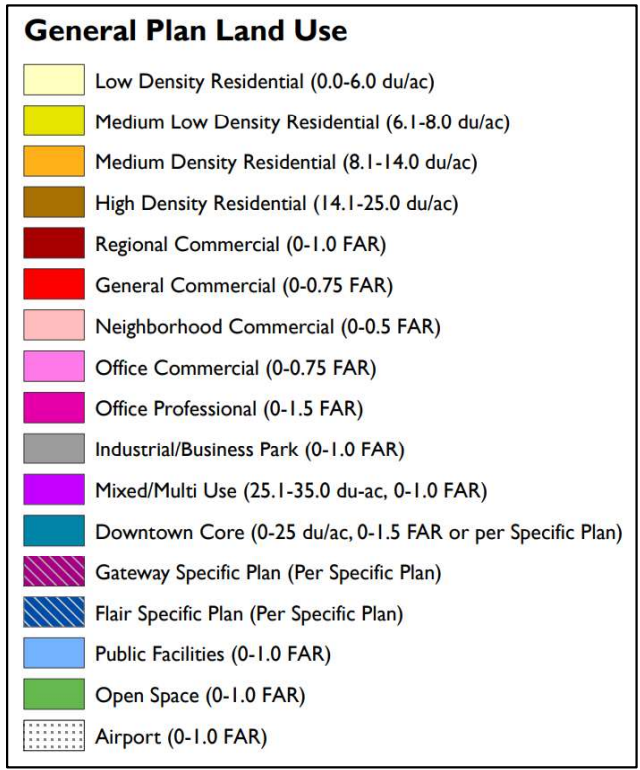 General Plan Land Use
Low Density Residential (0.0-6.0 du/ac)
Medium Low Density Residential (6.1-8.0 du/ac)
Medium Density Residential (8.1-14.0 du/ac)
High Density Residential (14.1-25.0 du/ac)
Regional Commercial (0-1.0 FAR)
General Commercial (0-0.75 FAR)
Neighborhood Commercial (0-0.5 FAR)
Office Commercial (0-0.75 FAR)
Office Professional (0-1.5 FAR)
Industrial/Business Park (0-1.0 FAR)
Mixed/Multi Use (25.1-35.0 du-ac, 0-1.0 FAR)
Downtown Core (0-25 du/ac, 0-1.5 FAR or per Specific Plan)
Gateway Specific Plan (Per Specific Plan)
Flair Specific Plan (Per Specific Plan)
Public Facilities (0-1.0 FAR)
Open Space (0-1.0 FAR)
Airport (0-1.0 FAR)